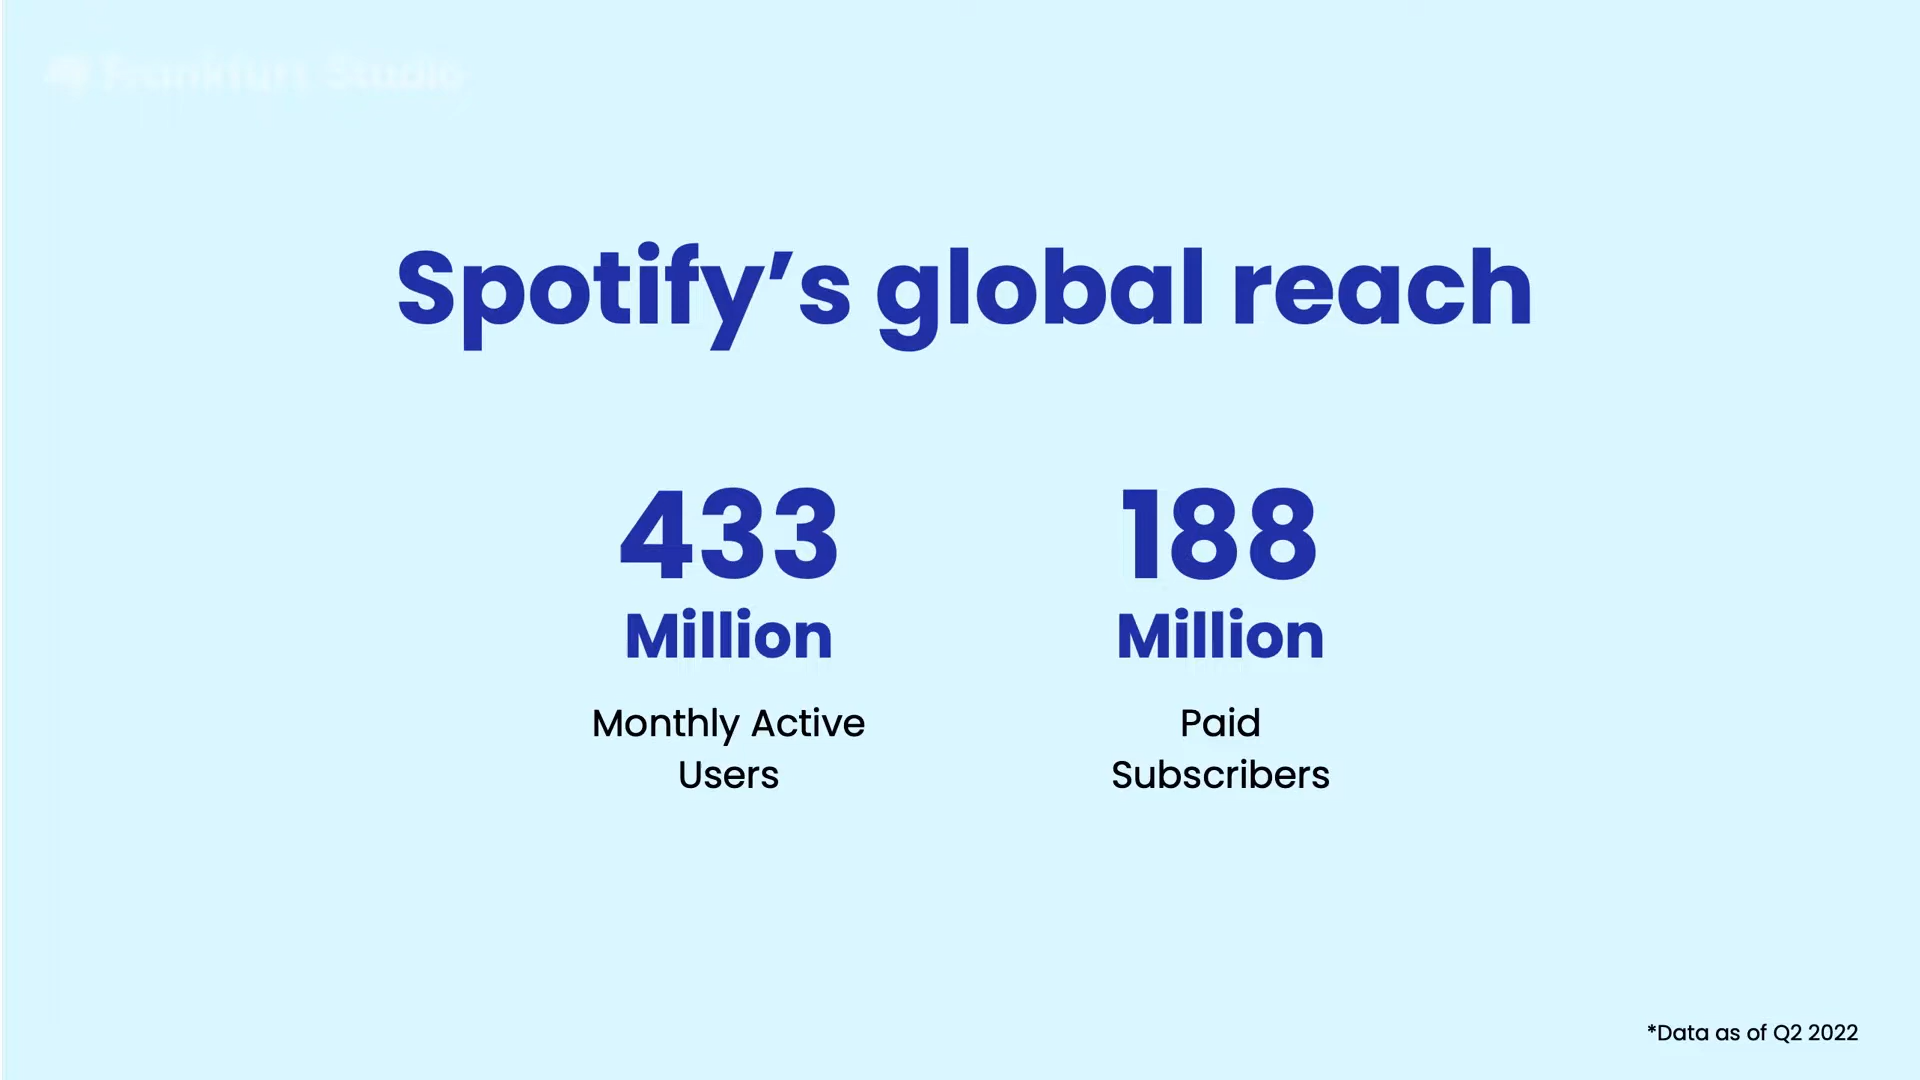 Spotify’s global reach
433
Million
Monthly Active
Users
188
Million
Paid
Subscribers
*Data as of Q2 2022